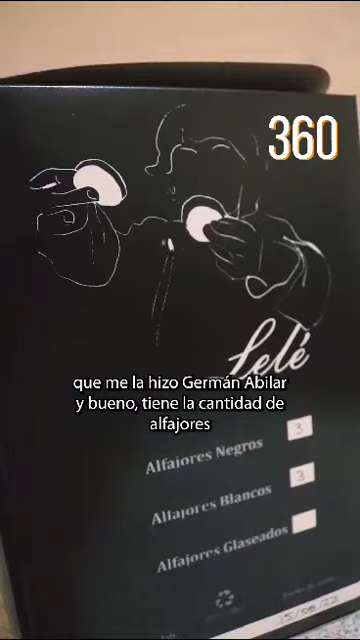 360
Lelé
que me la hizo Germán Abilar
y bueno, tiene la cantidad de
alfajores
Alfajores Negros 3
Alfajores Blancos 3
Alfajores Glaseados